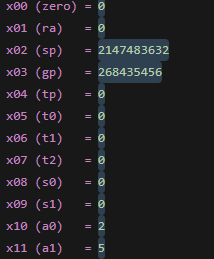 x00 (zero) = 0
x01 (ra)   = 0
x02 (sp)   = 2147483632
x03 (gp)   = 268435456
x04 (tp)   = 0
x05 (t0)   = 0
x06 (t1)   = 0
x07 (t2)   = 0
x08 (s0)   = 0
x09 (s1)   = 0
x10 (a0)   = 2
x11 (a1)   = 5